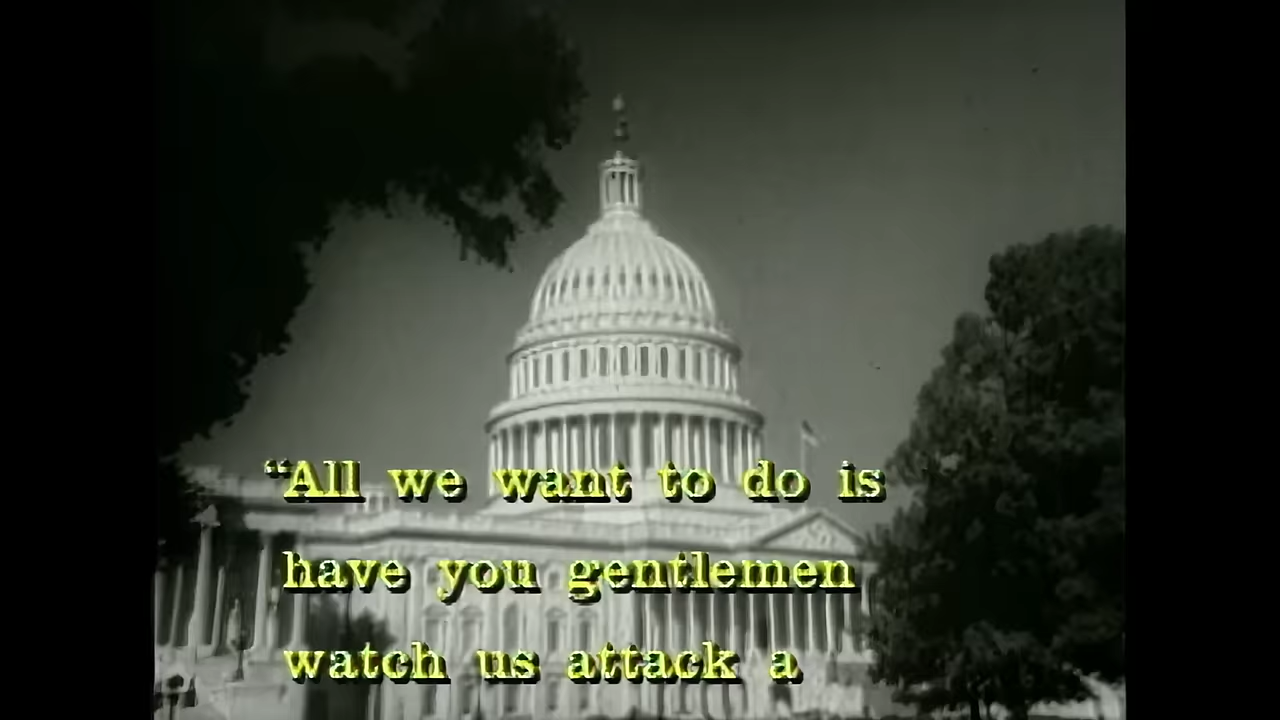 “All we want to do is
have you gentlemen
watch us attack a